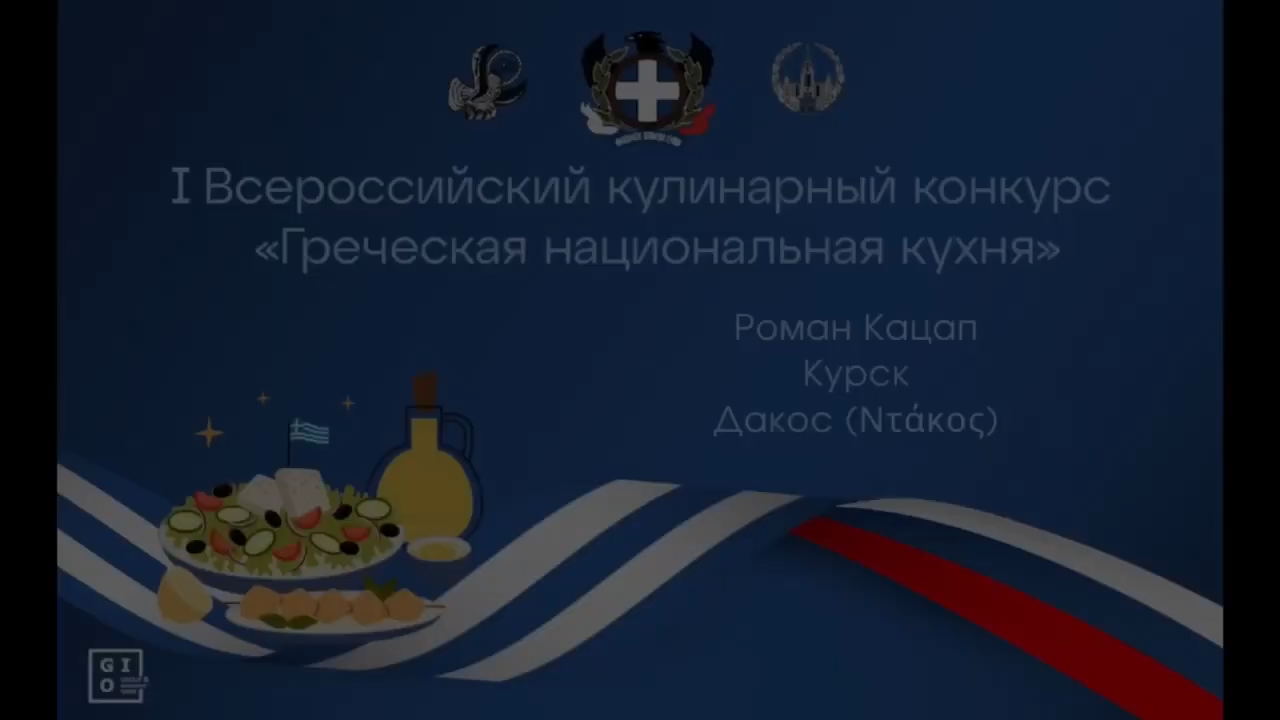 I Всероссийский кулинарный конкурс
«Греческая национальная кухня»
Роман Кацап
Курск
Дакос (Ντάκος)
G I
O